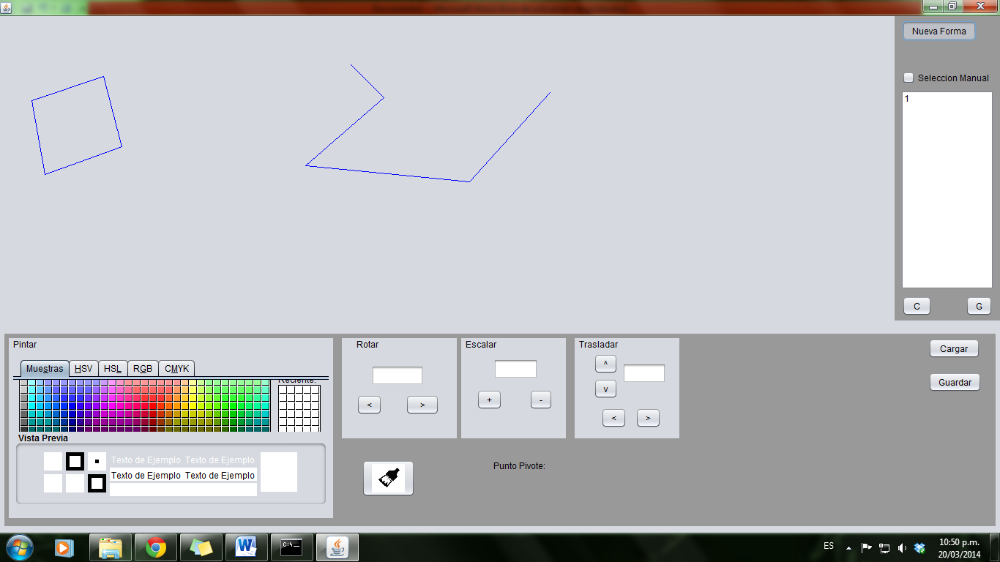 Nueva Forma
Seleccion Manual
1
C G
Pintar
Muestras HSV HSL RGB CMYK
Reciente:
Vista Previa
Texto de Ejemplo Texto de Ejemplo
Texto de Ejemplo Texto de Ejemplo
Rotar
< >
Escalar
+ -
Trasladar
^
v
< >
Cargar
Guardar
Punto Pivote:
C:\
ES
10:50 p.m.
20/03/2014